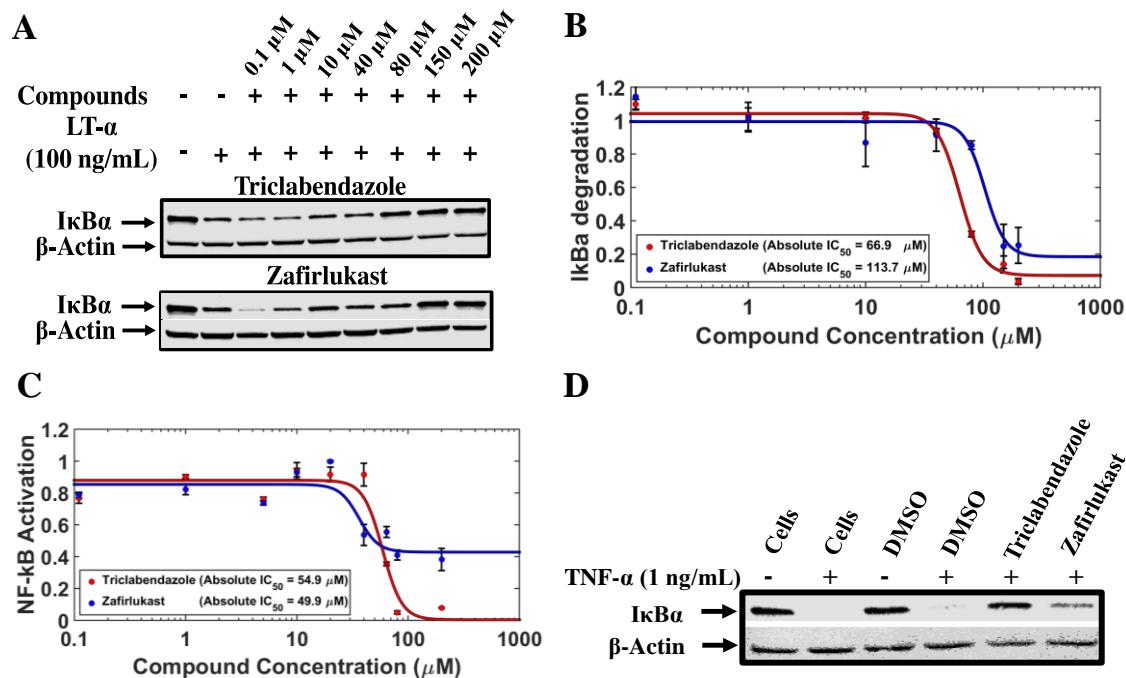 A
0.1 μM
1 μM
10 μM
40 μM
80 μM
150 μM
200 μM
Compounds - - + + + + + + +
LT-α
(100 ng/mL) - + + + + + + + +
Triclabendazole
IκBα
β-Actin
Zafirlukast
IκBα
β-Actin
B
IkBa degradation
1.2
1
0.8
0.6
0.4
0.2
0
Triclabendazole (Absolute IC50 = 66.9 μM)
Zafirlukast (Absolute IC50 = 113.7 μM)
0.1 1 10 100 1000
Compound Concentration (μM)
C
NF-kB Activation
1.2
1
0.8
0.6
0.4
0.2
0
Triclabendazole (Absolute IC50 = 54.9 μM)
Zafirlukast (Absolute IC50 = 49.9 μM)
0.1 1 10 100 1000
Compound Concentration (μM)
D
Cells
Cells
DMSO
DMSO
Triclabendazole
Zafirlukast
TNF-α (1 ng/mL) - + - + + +
IκBα
β-Actin